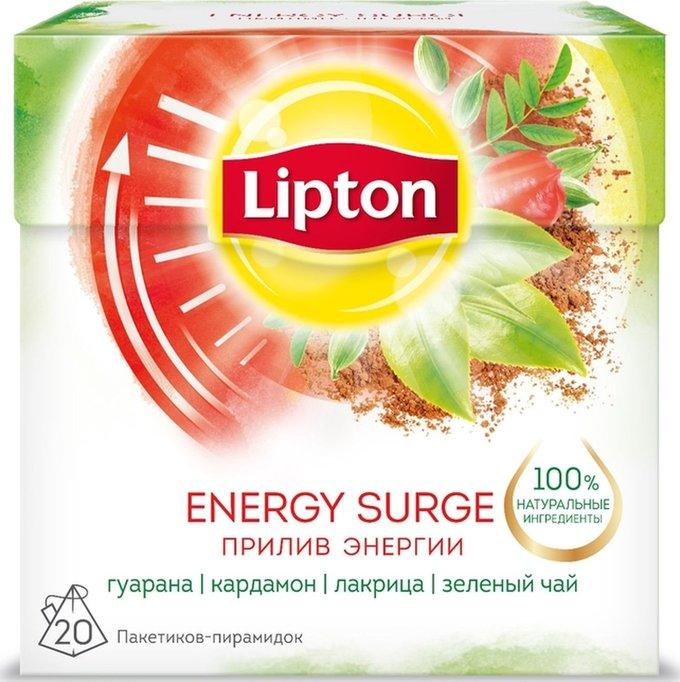 Lipton
100%
НАТУРАЛЬНЫЕ
ИНГРЕДИЕНТЫ
ENERGY SURGE
ПРИЛИВ ЭНЕРГИИ
гуарана | кардамон | лакрица | зеленый чай
20 Пакетиков-пирамидок